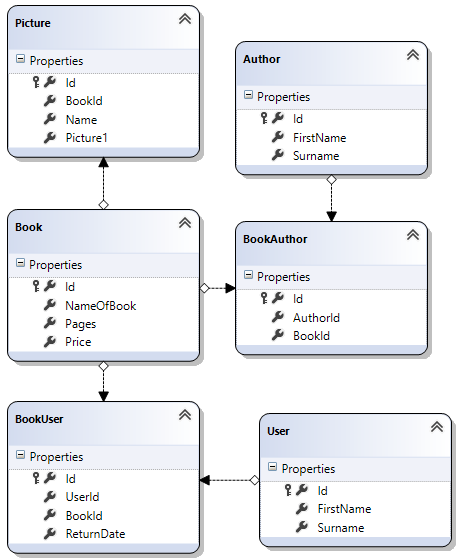 Picture
Properties
Id
BookId
Name
Picture1
Author
Properties
Id
FirstName
Surname
Book
Properties
Id
NameOfBook
Pages
Price
BookAuthor
Properties
Id
AuthorId
BookId
BookUser
Properties
Id
UserId
BookId
ReturnDate
User
Properties
Id
FirstName
Surname